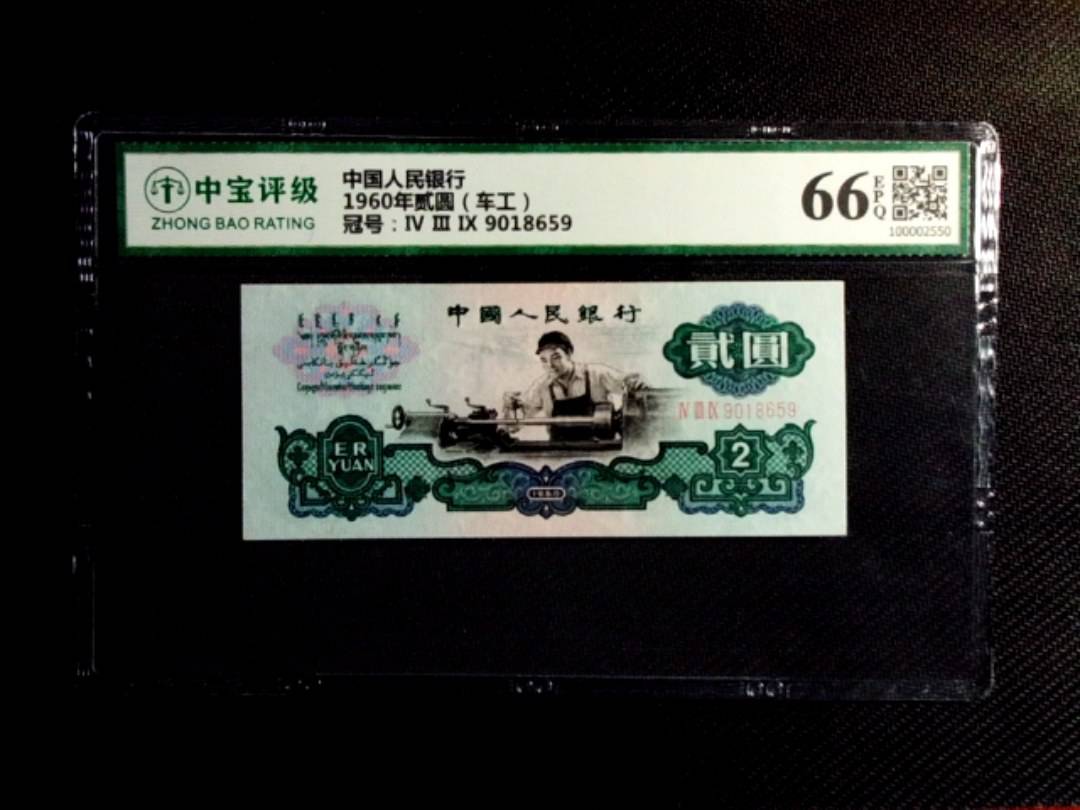 中宝评级
ZHONG BAO RATING
中国人民银行
1960年贰圆（车工）
冠号：IV III IX 9018659
66
EPQ
100002550
中國人民銀行
貳圓
IV III IX 9018659
ER
YUAN
2
1960